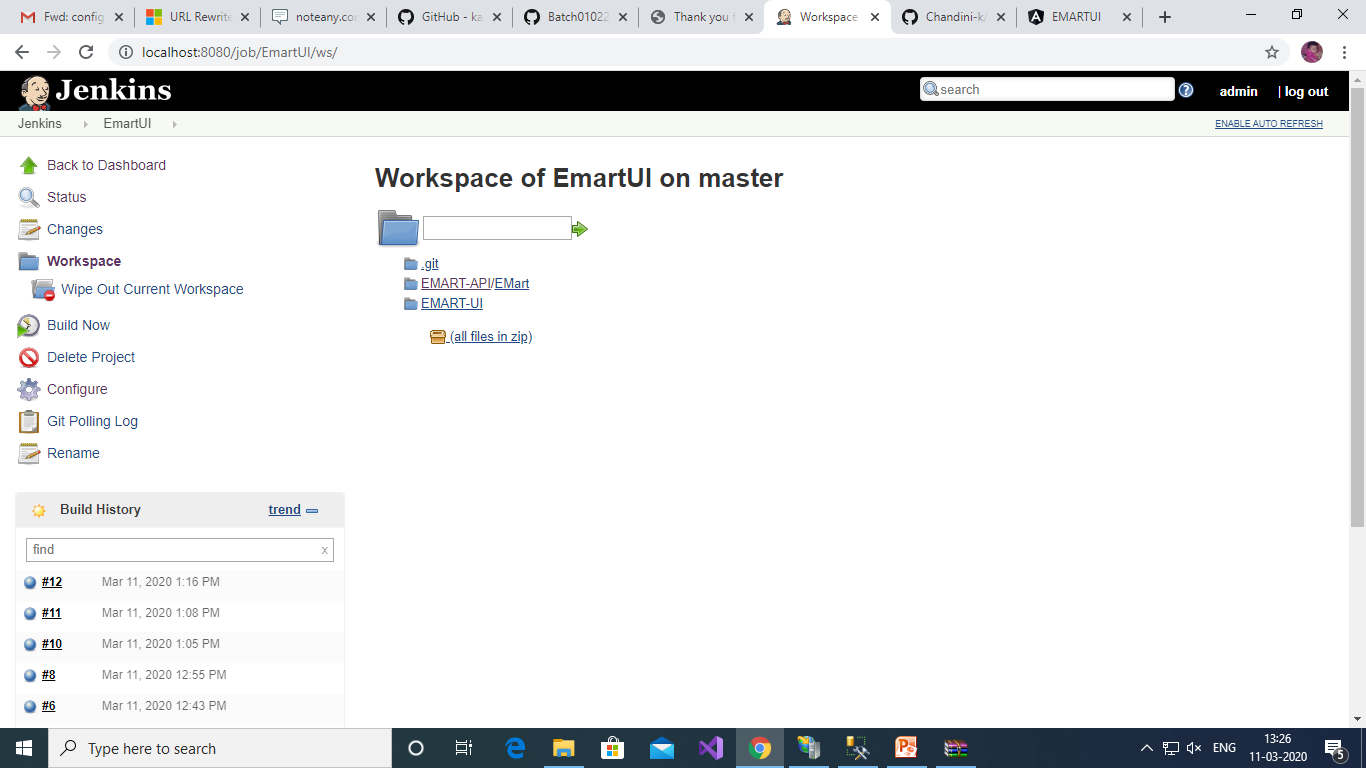 Fwd: config
URL Rewrite
noteany.com
GitHub - ka
Batch01022
Thank you f
Workspace
Chandini-k/
EMARTUI
localhost:8080/job/EmartUI/ws/
Jenkins
search
admin
| log out
Jenkins
EmartUI
ENABLE AUTO REFRESH
Back to Dashboard
Status
Changes
Workspace
Wipe Out Current Workspace
Build Now
Delete Project
Configure
Git Polling Log
Rename
Workspace of EmartUI on master
.git
EMART-API/EMart
EMART-UI
(all files in zip)
Build History
trend
find
x
#12 Mar 11, 2020 1:16 PM
#11 Mar 11, 2020 1:08 PM
#10 Mar 11, 2020 1:05 PM
#8 Mar 11, 2020 12:55 PM
#6 Mar 11, 2020 12:43 PM
Type here to search
ENG
13:26
11-03-2020
5